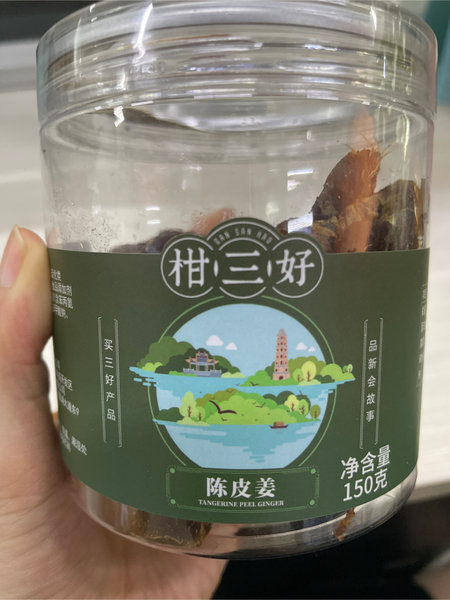 GAN SAN HAO
柑三好
买三好产品
品新会故事
陈皮姜
TANGERINE PEEL GINGER
净含量
150克